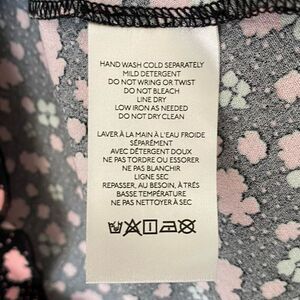 HAND WASH COLD SEPARATELY
MILD DETERGENT
DO NOT WRING OR TWIST
DO NOT BLEACH
LINE DRY
LOW IRON AS NEEDED
DO NOT DRY CLEAN
LAVER À LA MAIN À L'EAU FROIDE
SÉPARÉMENT
AVEC DÉTERGENT DOUX
NE PAS TORDRE OU ESSORER
NE PAS BLANCHIR
LIGNE SEC
REPASSER, AU BESOIN, À TRÈS
BASSE TEMPÉRATURE
NE PAS NETTOYER À SEC